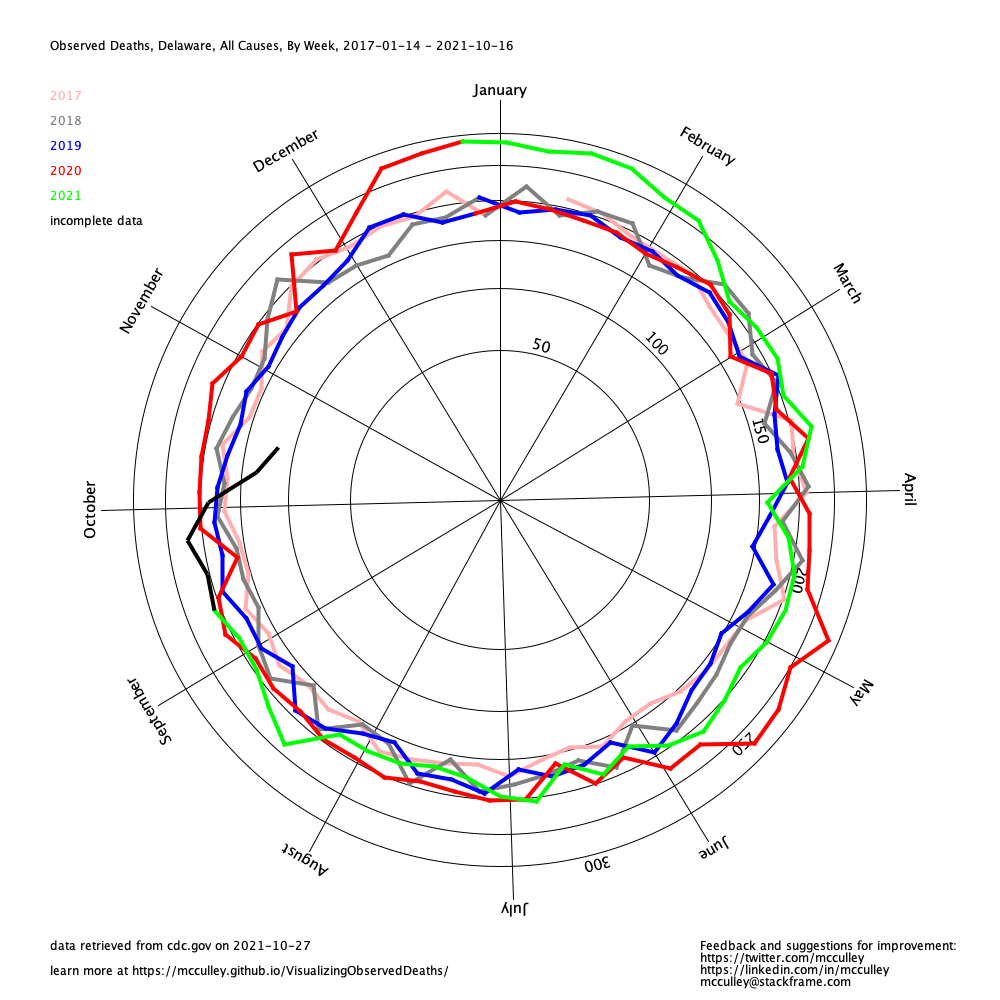 Observed Deaths, Delaware, All Causes, By Week, 2017-01-14 - 2021-10-16
January
2017
2018
2019
2020
2021
incomplete data
December
February
November
March
50
100
150
October
April
200
September
May
250
August
June
300
July
data retrieved from cdc.gov on 2021-10-27
learn more at https://mcculley.github.io/VisualizingObservedDeaths/
Feedback and suggestions for improvement:
https://twitter.com/mcculley
https://linkedin.com/in/mcculley
mcculley@stackframe.com